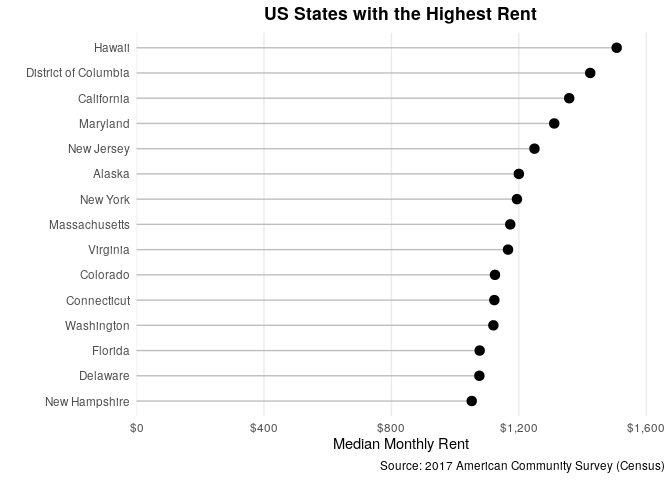 US States with the Highest Rent
Hawaii
District of Columbia
California
Maryland
New Jersey
Alaska
New York
Massachusetts
Virginia
Colorado
Connecticut
Washington
Florida
Delaware
New Hampshire
$0 $400 $800 $1,200 $1,600
Median Monthly Rent
Source: 2017 American Community Survey (Census)